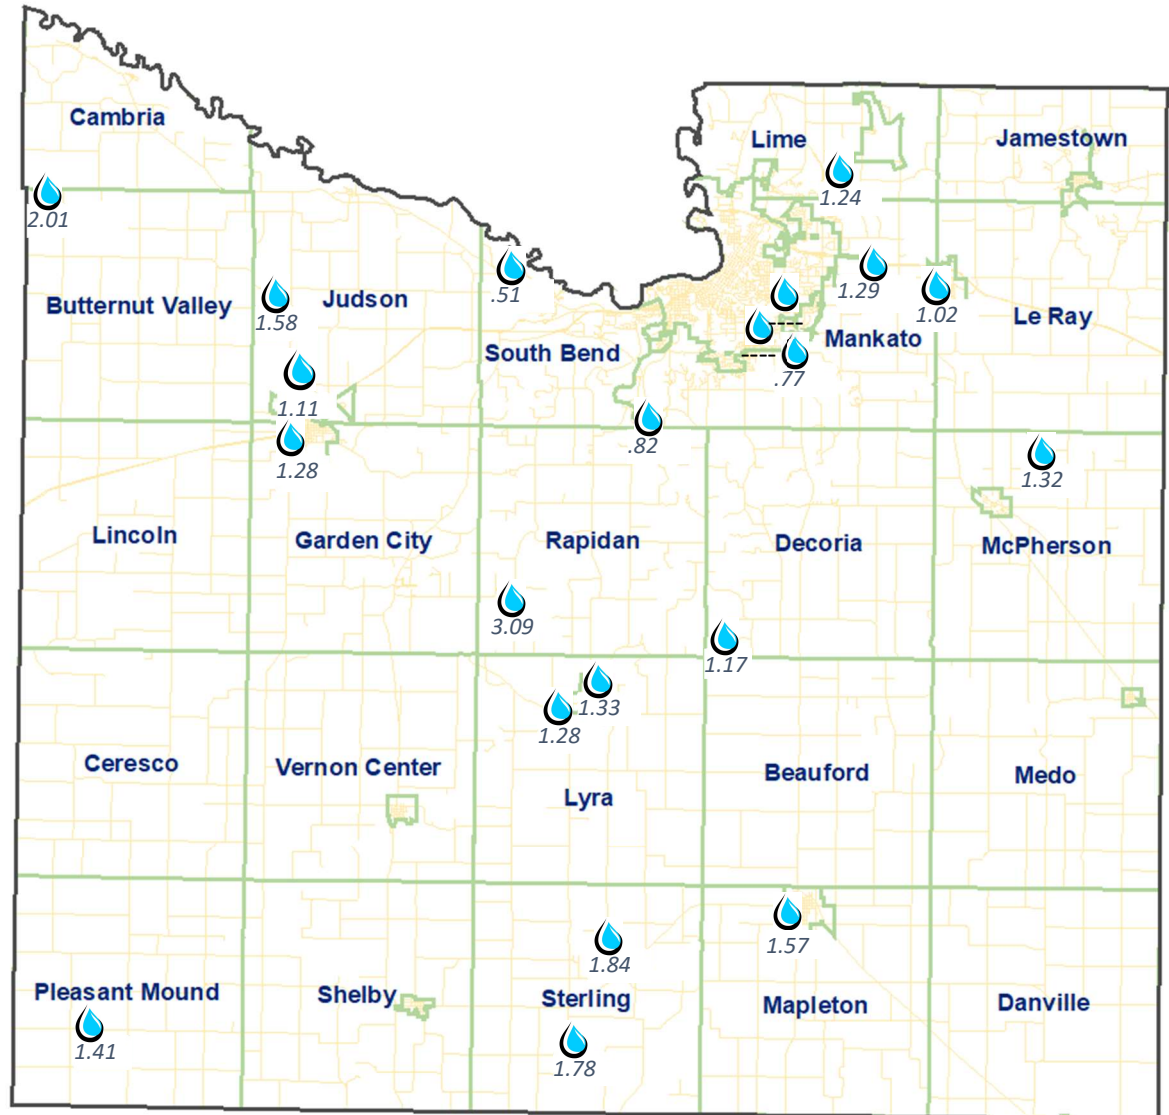 Cambria
Lime
Jamestown
1.24
2.01
.51
1.29
Butternut Valley
Judson
1.58
1.02
Le Ray
South Bend
Mankato
.77
1.11
.82
1.28
1.32
Lincoln
Garden City
Rapidan
Decoria
McPherson
3.09
1.17
1.33
1.28
Ceresco
Vernon Center
Beauford
Medo
Lyra
1.57
1.84
Pleasant Mound
Shelby
Sterling
Mapleton
Danville
1.41
1.78